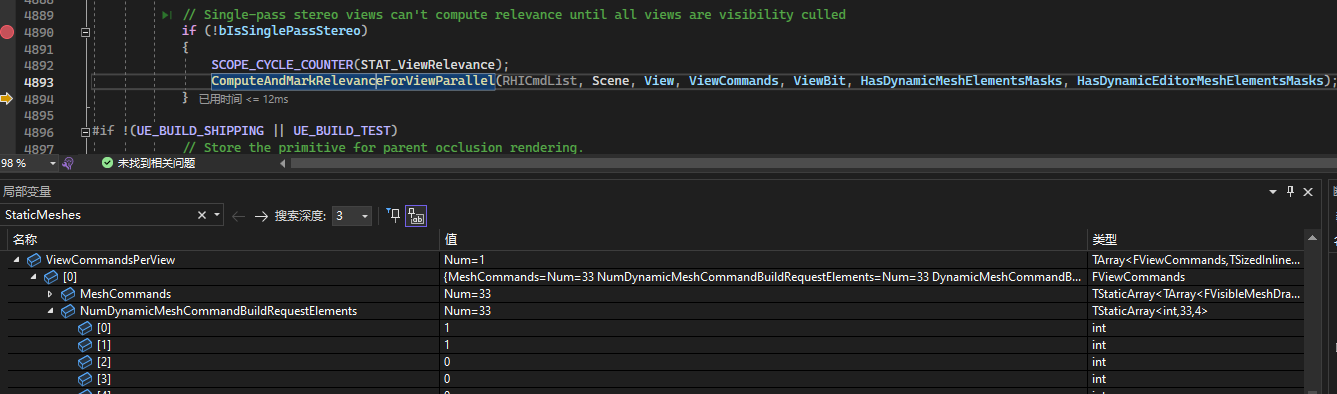 4889 // Single-pass stereo views can't compute relevance until all views are visibility culled
4890 if (!bIsSinglePassStereo)
4891 {
4892 SCOPE_CYCLE_COUNTER(STAT_ViewRelevance);
4893 ComputeAndMarkRelevanceForViewParallel(RHICmdList, Scene, View, ViewCommands, ViewBit, HasDynamicMeshElementsMasks, HasDynamicEditorMeshElementsMasks);
4894 } 已用时间 <= 12ms
4895
4896 #if !(UE_BUILD_SHIPPING || UE_BUILD_TEST)
4897 // Store the primitive for parent occlusion rendering.
98 % 未找到相关问题
局部变量
StaticMeshes 搜索深度: 3
名称 值 类型
ViewCommandsPerView Num=1 TArray<FViewCommands,TSizedInline...
[0] {MeshCommands=Num=33 NumDynamicMeshCommandBuildRequestElements=Num=33 DynamicMeshCommandB... FViewCommands
MeshCommands Num=33 TStaticArray<TArray<FVisibleMeshDra...
NumDynamicMeshCommandBuildRequestElements Num=33 TStaticArray<int,33,4>
[0] 1 int
[1] 1 int
[2] 0 int
[3] 0 int